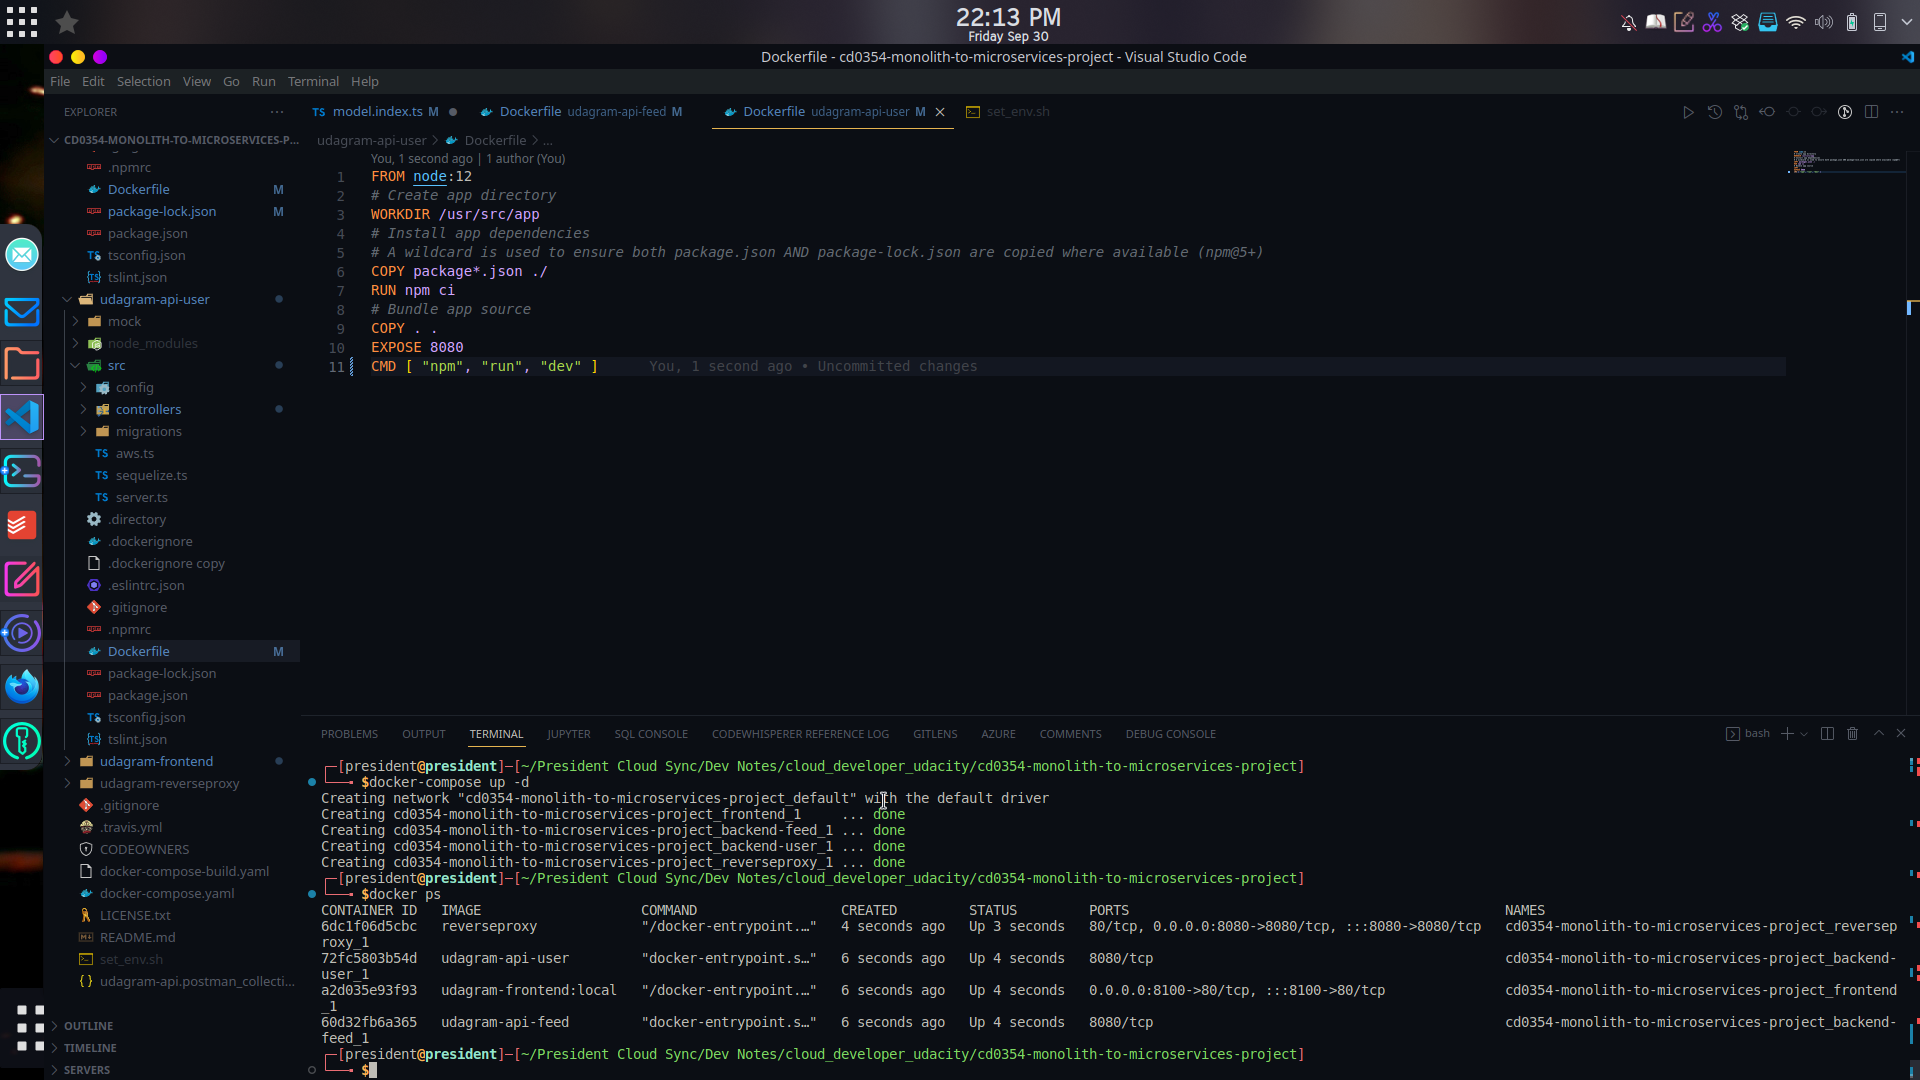 22:13 PM
Friday Sep 30
Dockerfile - cd0354-monolith-to-microservices-project - Visual Studio Code
File Edit Selection View Go Run Terminal Help
EXPLORER
TS model.index.ts M
Dockerfile udagram-api-feed M
Dockerfile udagram-api-user M
set_env.sh
CD0354-MONOLITH-TO-MICROSERVICES-P...
.npmrc
Dockerfile M
package-lock.json M
package.json
tsconfig.json
tslint.json
udagram-api-user
mock
node_modules
src
config
controllers
migrations
TS aws.ts
TS sequelize.ts
TS server.ts
.directory
.dockerignore
.dockerignore copy
.eslintrc.json
.gitignore
.npmrc
Dockerfile M
package-lock.json
package.json
tsconfig.json
tslint.json
udagram-frontend
udagram-reverseproxy
.gitignore
.travis.yml
CODEOWNERS
docker-compose-build.yaml
docker-compose.yaml
LICENSE.txt
README.md
set_env.sh
udagram-api.postman_collecti...
OUTLINE
TIMELINE
SERVERS
udagram-api-user > Dockerfile > ...
You, 1 second ago | 1 author (You)
1 FROM node:12
2 # Create app directory
3 WORKDIR /usr/src/app
4 # Install app dependencies
5 # A wildcard is used to ensure both package.json AND package-lock.json are copied where available (npm@5+)
6 COPY package*.json ./
7 RUN npm ci
8 # Bundle app source
9 COPY . .
10 EXPOSE 8080
11 CMD [ "npm", "run", "dev" ] You, 1 second ago • Uncommitted changes
PROBLEMS OUTPUT TERMINAL JUPYTER SQL CONSOLE CODEWHISPERER REFERENCE LOG GITLENS AZURE COMMENTS DEBUG CONSOLE
bash
┌─[president@president]─[~/President Cloud Sync/Dev Notes/cloud_developer_udacity/cd0354-monolith-to-microservices-project]
└──╼ $docker-compose up -d
Creating network "cd0354-monolith-to-microservices-project_default" with the default driver
Creating cd0354-monolith-to-microservices-project_frontend_1     ... done
Creating cd0354-monolith-to-microservices-project_backend-feed_1 ... done
Creating cd0354-monolith-to-microservices-project_backend-user_1 ... done
Creating cd0354-monolith-to-microservices-project_reverseproxy_1 ... done
┌─[president@president]─[~/President Cloud Sync/Dev Notes/cloud_developer_udacity/cd0354-monolith-to-microservices-project]
└──╼ $docker ps
CONTAINER ID   IMAGE                    COMMAND                  CREATED         STATUS         PORTS                                               NAMES
6dc1f06d5cbc   reverseproxy             "/docker-entrypoint.…"   4 seconds ago   Up 3 seconds   80/tcp, 0.0.0.0:8080->8080/tcp, :::8080->8080/tcp   cd0354-monolith-to-microservices-project_reversep
roxy_1
72fc5803b54d   udagram-api-user         "docker-entrypoint.s…"   6 seconds ago   Up 4 seconds   8080/tcp                                            cd0354-monolith-to-microservices-project_backend-
user_1
a2d035e93f93   udagram-frontend:local   "/docker-entrypoint.…"   6 seconds ago   Up 4 seconds   0.0.0.0:8100->80/tcp, :::8100->80/tcp               cd0354-monolith-to-microservices-project_frontend
_1
60d32fb6a365   udagram-api-feed         "docker-entrypoint.s…"   6 seconds ago   Up 4 seconds   8080/tcp                                            cd0354-monolith-to-microservices-project_backend-
feed_1
┌─[president@president]─[~/President Cloud Sync/Dev Notes/cloud_developer_udacity/cd0354-monolith-to-microservices-project]
└──╼ $